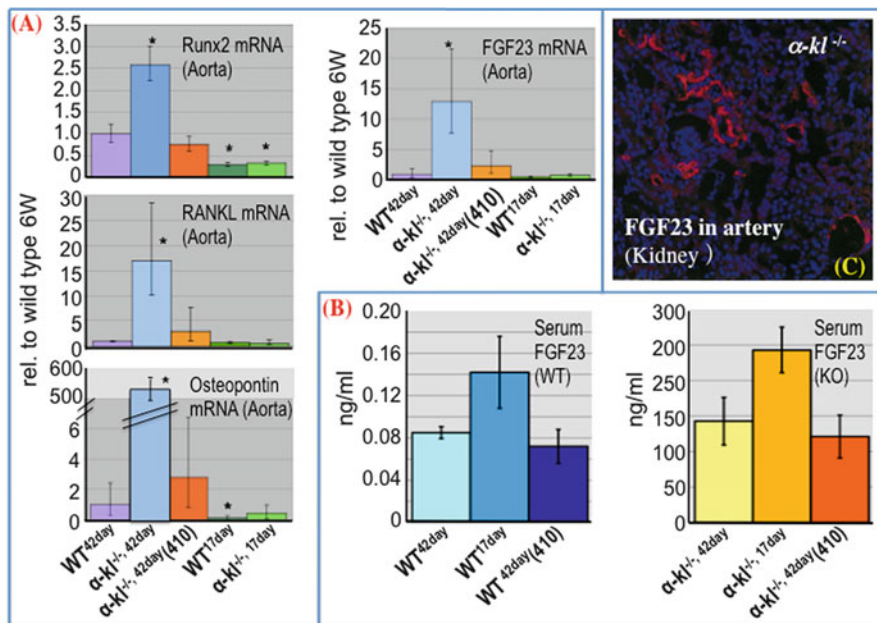 (A)
rel. to wild type 6W
3.5
3.0
2.5
2.0
1.5
1.0
0.5
0
Runx2 mRNA
(Aorta)
*
*
*
30
25
20
15
10
5
0
RANKL mRNA
(Aorta)
*
600
500
6
4
2
0
Osteopontin
mRNA (Aorta)
*
*
WT42day
α-kl-/-, 42day
α-kl-/-, 42day(410)
WT17day
α-kl-/-, 17day
rel. to wild type 6W
25
20
15
10
5
0
FGF23 mRNA
(Aorta)
*
WT42day
α-kl-/-, 42day
α-kl-/-, 42day(410)
WT17day
α-kl-/-, 17day
α-kl -/-
FGF23 in artery
(Kidney )
(C)
(B)
ng/ml
0.20
0.16
0.12
0.08
0.04
0
Serum
FGF23
(WT)
WT42day
WT17day
WT 42day(410)
ng/ml
300
200
150
100
50
0
Serum
FGF23
(KO)
α-kl-/-, 42day
α-kl-/-, 17day
α-kl-/-, 42day(410)